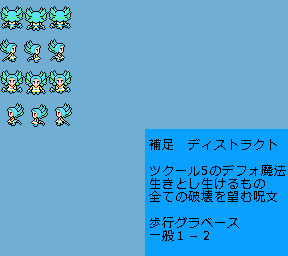 補足　ディストラクト
ツクール5のデフォ魔法
生きとし生けるもの
全ての破壊を望む呪文
歩行グラベース
一般１－２